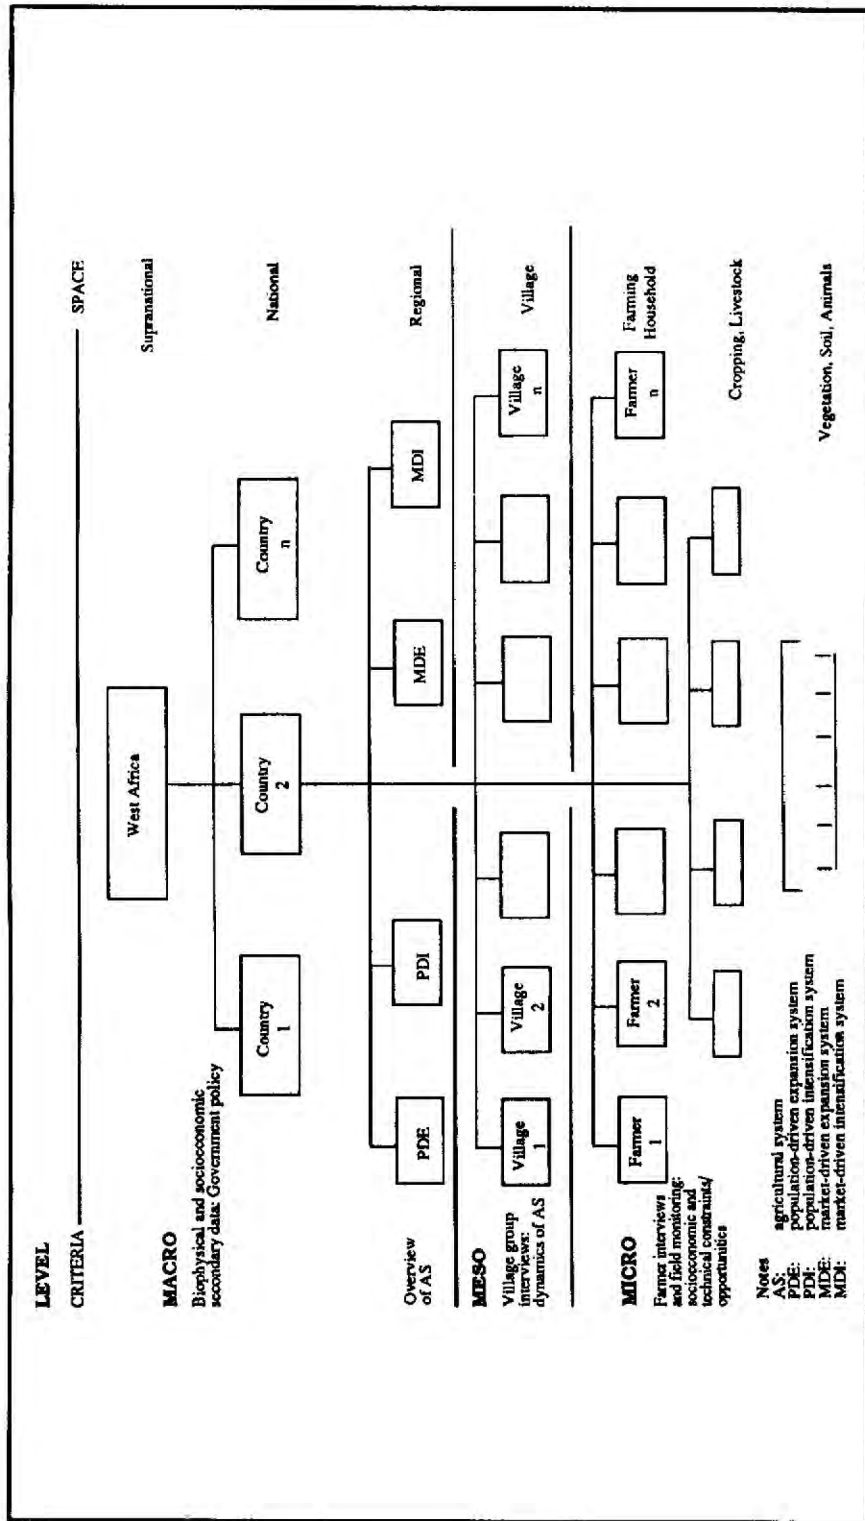 LEVEL
CRITERIA SPACE
West Africa
Supranational
MACRO
Biophysical and socioeconomic
secondary data: Government policy
Country
1
Country
2
Country
n
National
Overview
of AS
PDE
PDI
MDE
MDI
Regional
MESO
Village group
interviews:
dynamics of AS
Village
1
Village
2
Village
n
Village
MICRO
Farmer interviews
and field monitoring:
socioeconomic and
technical constraints/
opportunities
Farmer
1
Farmer
2
Farmer
n
Farming
Household
Cropping, Livestock
Vegetation, Soil, Animals
Notes
AS: agricultural system
PDE: population-driven expansion system
PDI: population-driven intensification system
MDE: market-driven expansion system
MDI: market-driven intensification system